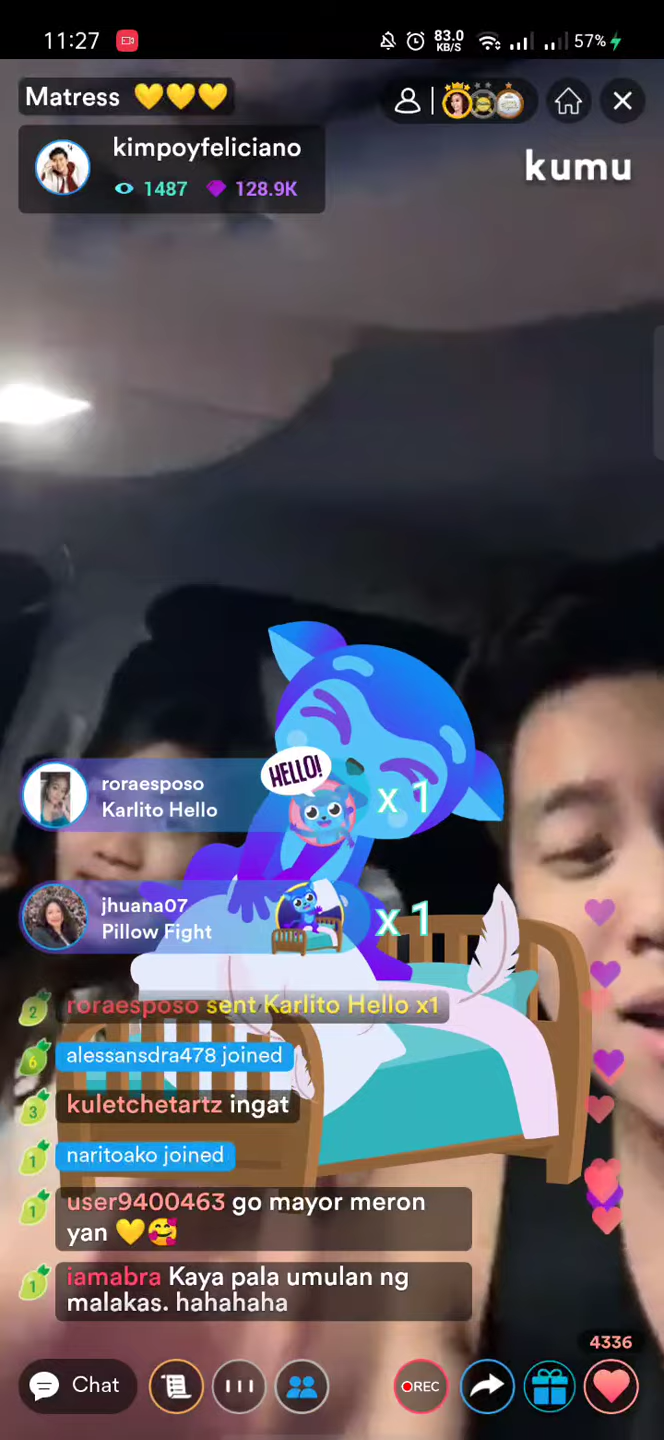 11:27
83.0
KB/S
57%
Matress 💛💛💛
kimpoyfeliciano
1487
128.9K
kumu
HELLO!
roraesposo
Karlito Hello
x 1
jhuana07
Pillow Fight
x 1
2 roraesposo sent Karlito Hello x1
6 alessansdra478 joined
3 kuletchetartz ingat
1 naritoako joined
1 user9400463 go mayor meron
yan 💛🥰
1 iamabra Kaya pala umulan ng
malakas. hahahaha
4336
Chat
REC